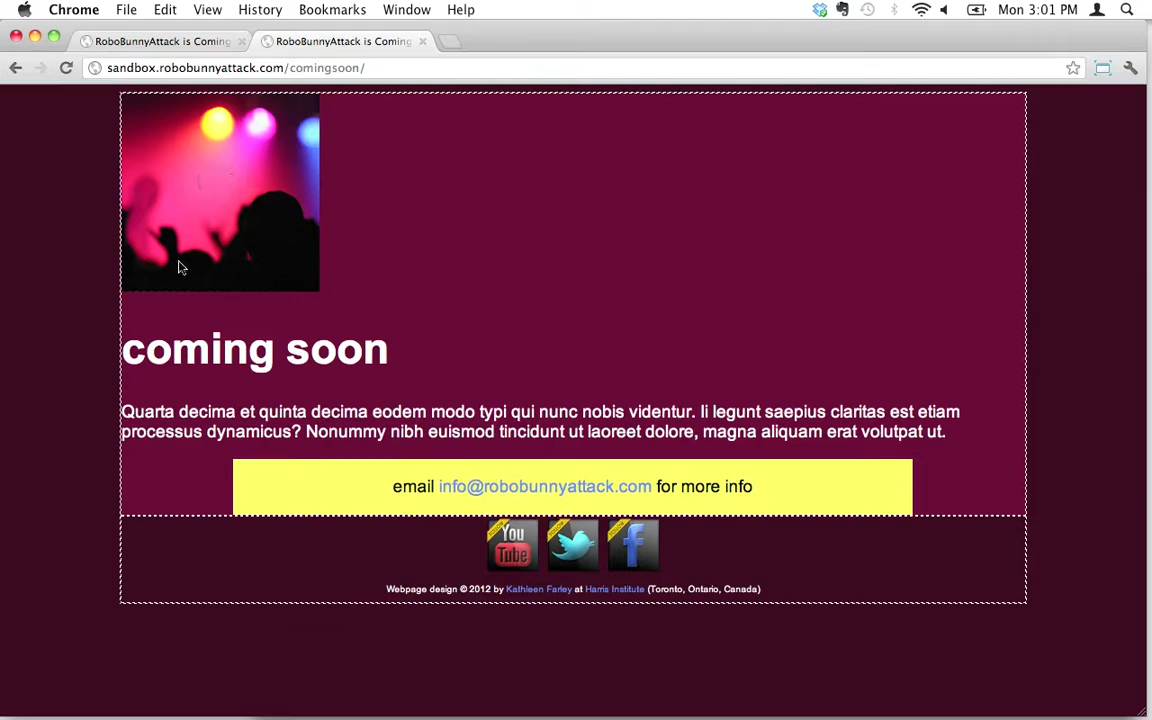 Chrome File Edit View History Bookmarks Window Help Mon 3:01 PM
RoboBunnyAttack is Coming RoboBunnyAttack is Coming
sandbox.robobunnyattack.com/comingsoon/
coming soon
Quarta decima et quinta decima eodem modo typi qui nunc nobis videntur. Ii legunt saepius claritas est etiam
processus dynamicus? Nonummy nibh euismod tincidunt ut laoreet dolore, magna aliquam erat volutpat ut.
email info@robobunnyattack.com for more info
You
Tube
Webpage design © 2012 by Kathleen Farley at Harris Institute (Toronto, Ontario, Canada)